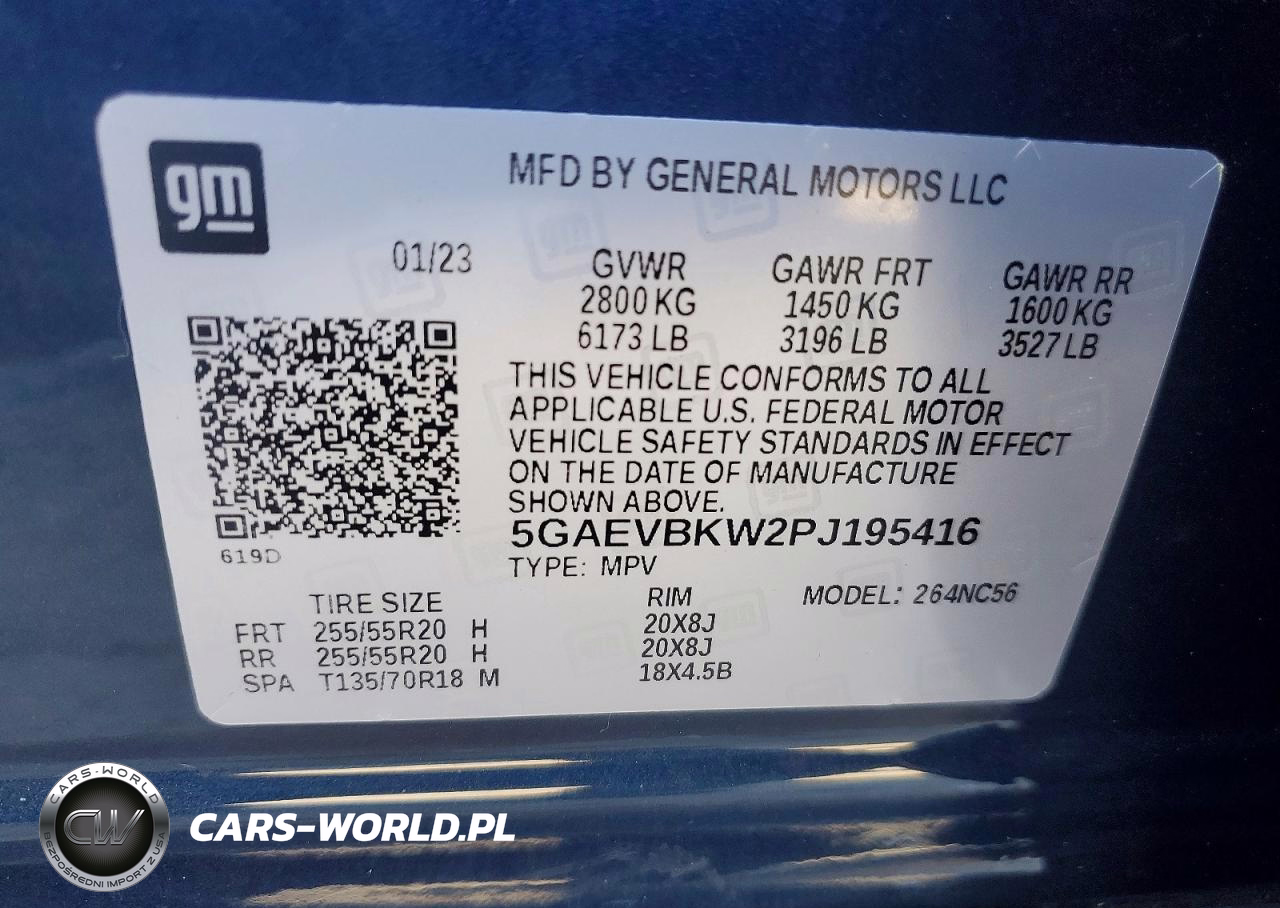 gm
MFD BY GENERAL MOTORS LLC
01/23
GVWR GAWR FRT GAWR RR
2800 KG 1450 KG 1600 KG
6173 LB 3196 LB 3527 LB
THIS VEHICLE CONFORMS TO ALL
APPLICABLE U.S. FEDERAL MOTOR
VEHICLE SAFETY STANDARDS IN EFFECT
ON THE DATE OF MANUFACTURE
SHOWN ABOVE.
5GAEVBKW2PJ195416
619D
TYPE: MPV
TIRE SIZE RIM MODEL: 264NC56
FRT 255/55R20 H 20X8J
RR 255/55R20 H 20X8J
SPA T135/70R18 M 18X4.5B
CARS-WORLD
CW
BEZPOŚREDNI IMPORT Z USA
CARS-WORLD.PL